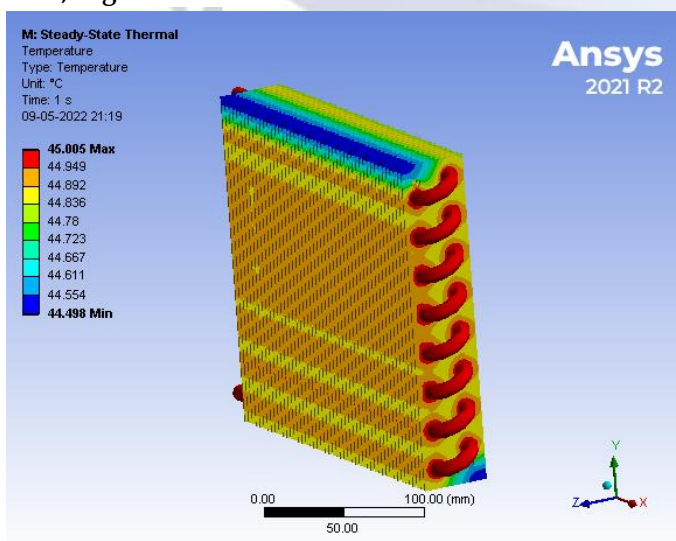 M: Steady-State Thermal
Temperature
Type: Temperature
Unit: °C
Time: 1 s
09-05-2022 21:19
45.005 Max
44.949
44.892
44.836
44.78
44.723
44.667
44.611
44.554
44.498 Min
Ansys
2021 R2
0.00
100.00 (mm)
50.00
Y
Z
X